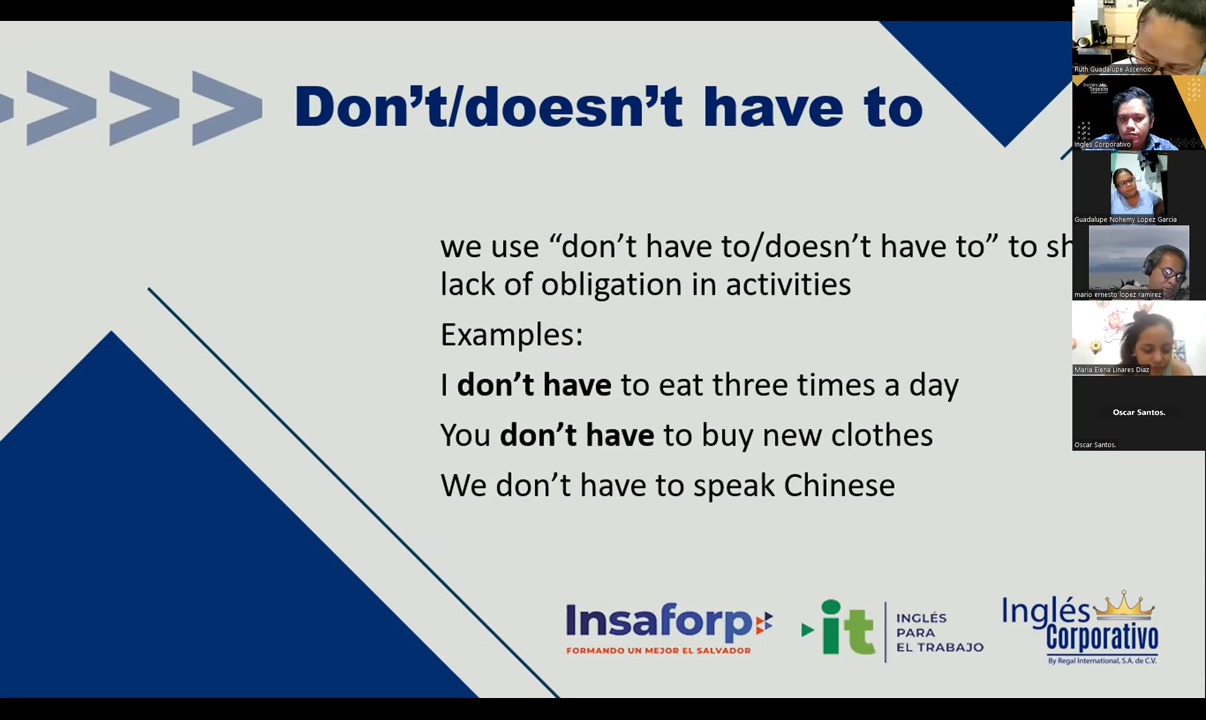 Don't/doesn't have to
we use “don't have to/doesn't have to” to
lack of obligation in activities
Examples:
I don't have to eat three times a day
You don't have to buy new clothes
We don't have to speak Chinese
Insaforp
FORMANDO UN MEJOR EL SALVADOR
it
INGLÉS
PARA
EL TRABAJO
Inglés
Corporativo
By Regal International, S.A. de C.V.
Ruth Guadalupe Ascencio
Inglés Corporativo
Guadalupe Nohemy Lopez Garcia
mario ernesto lopez ramirez
Maria Elena Linares Diaz
Oscar Santos.
Oscar Santos.